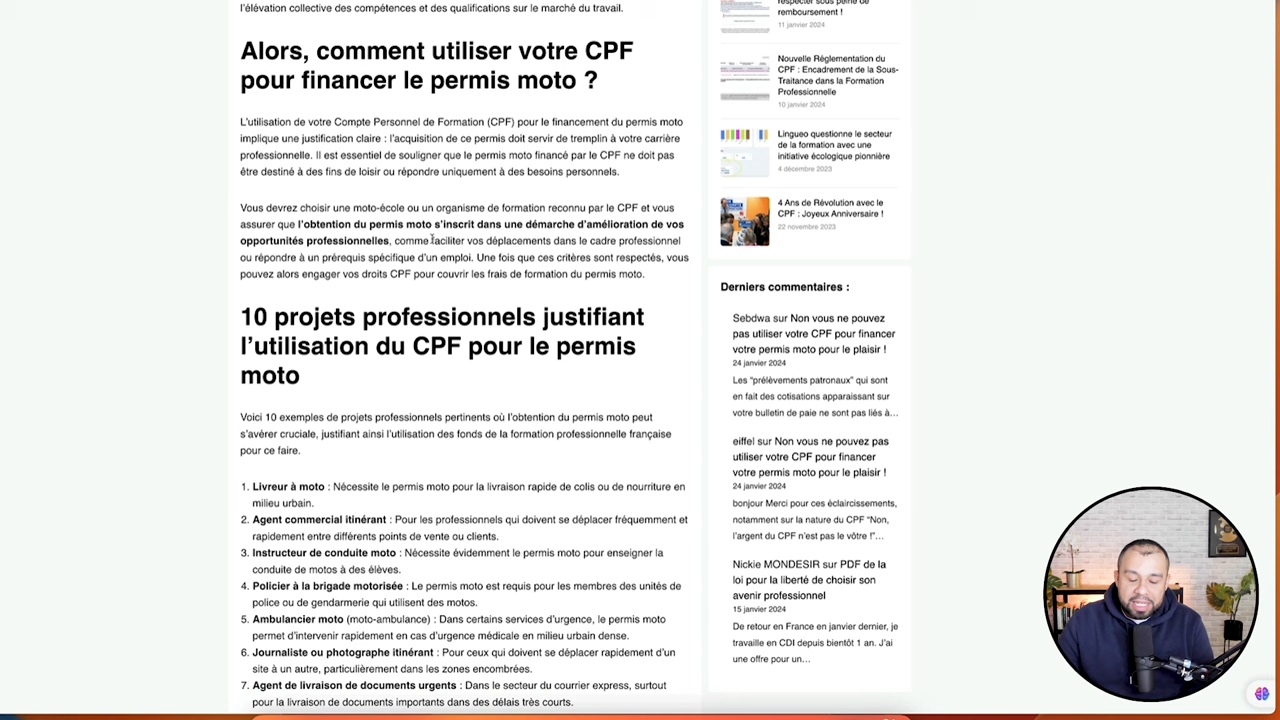 l'élévation collective des compétences et des qualifications sur le marché du travail.
Alors, comment utiliser votre CPF
pour financer le permis moto ?
L'utilisation de votre Compte Personnel de Formation (CPF) pour le financement du permis moto
implique une justification claire : l'acquisition de ce permis doit servir de tremplin à votre carrière
professionnelle. Il est essentiel de souligner que le permis moto financé par le CPF ne doit pas
être destiné à des fins de loisir ou répondre uniquement à des besoins personnels.
Vous devrez choisir une moto-école ou un organisme de formation reconnu par le CPF et vous
assurer que l'obtention du permis moto s'inscrit dans une démarche d'amélioration de vos
opportunités professionnelles, comme faciliter vos déplacements dans le cadre professionnel
ou répondre à un prérequis spécifique d'un emploi. Une fois que ces critères sont respectés, vous
pouvez alors engager vos droits CPF pour couvrir les frais de formation du permis moto.
10 projets professionnels justifiant
l'utilisation du CPF pour le permis
moto
Voici 10 exemples de projets professionnels pertinents où l'obtention du permis moto peut
s'avérer cruciale, justifiant ainsi l'utilisation des fonds de la formation professionnelle française
pour ce faire.
1. Livreur à moto : Nécessite le permis moto pour la livraison rapide de colis ou de nourriture en
milieu urbain.
2. Agent commercial itinérant : Pour les professionnels qui doivent se déplacer fréquemment et
rapidement entre différents points de vente ou clients.
3. Instructeur de conduite moto : Nécessite évidemment le permis moto pour enseigner la
conduite de motos à des élèves.
4. Policier à la brigade motorisée : Le permis moto est requis pour les membres des unités de
police ou de gendarmerie qui utilisent des motos.
5. Ambulancier moto (moto-ambulance) : Dans certains services d'urgence, le permis moto
permet d'intervenir rapidement en cas d'urgence médicale en milieu urbain dense.
6. Journaliste ou photographe itinérant : Pour ceux qui doivent se déplacer rapidement d'un
site à un autre, particulièrement dans les zones encombrées.
7. Agent de livraison de documents urgents : Dans le secteur du courrier express, surtout
pour la livraison de documents importants dans des délais très courts.
respecter sous peine de
remboursement !
11 janvier 2024
Nouvelle Réglementation du
CPF : Encadrement de la Sous-
Traitance dans la Formation
Professionnelle
10 janvier 2024
Lingueo questionne le secteur
de la formation avec une
initiative écologique pionnière
4 décembre 2023
4 Ans de Révolution avec le
CPF : Joyeux Anniversaire !
22 novembre 2023
Derniers commentaires :
Sebdwa sur Non vous ne pouvez
pas utiliser votre CPF pour financer
votre permis moto pour le plaisir !
24 janvier 2024
Les "prélèvements patronaux" qui sont
en fait des cotisations apparaissant sur
votre bulletin de paie ne sont pas liés à…
eiffel sur Non vous ne pouvez pas
utiliser votre CPF pour financer
votre permis moto pour le plaisir !
24 janvier 2024
bonjour Merci pour ces éclaircissements,
notamment sur la nature du CPF "Non,
l'argent du CPF n'est pas le vôtre !"…
Nickie MONDESIR sur PDF de la
loi pour la liberté de choisir son
avenir professionnel
15 janvier 2024
De retour en France en janvier dernier, je
travaille en CDI depuis bientôt 1 an. J'ai
une offre pour un…